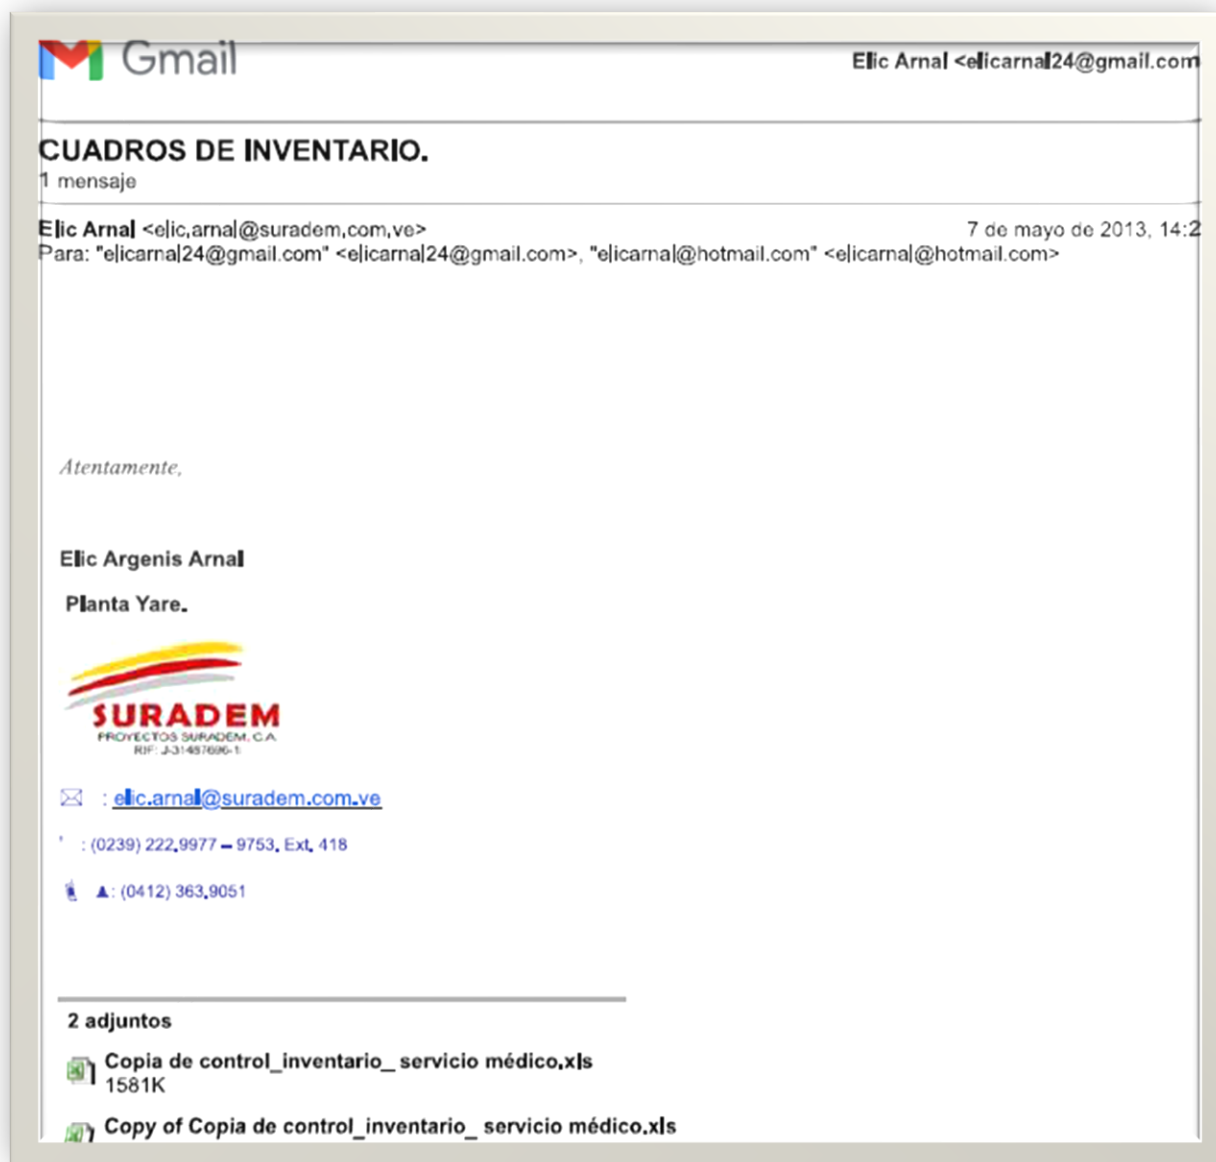 Gmail
Elic Arnal <elicarnal24@gmail.com
CUADROS DE INVENTARIO.
1 mensaje
Elic Arnal <elic.arnal@suradem.com.ve>
7 de mayo de 2013, 14:2
Para: "elicarnal24@gmail.com" <elicarnal24@gmail.com>, "elicarnal@hotmail.com" <elicarnal@hotmail.com>
Atentamente,
Elic Argenis Arnal
Planta Yare.
SURADEM
PROYECTOS SURADEM, C.A
RIF: J-31487696-1
: elic.arnal@suradem.com.ve
' : (0239) 222.9977 – 9753. Ext. 418
: (0412) 363.9051
2 adjuntos
Copia de control_inventario_ servicio médico.xls
1581K
Copy of Copia de control_inventario_ servicio médico.xls